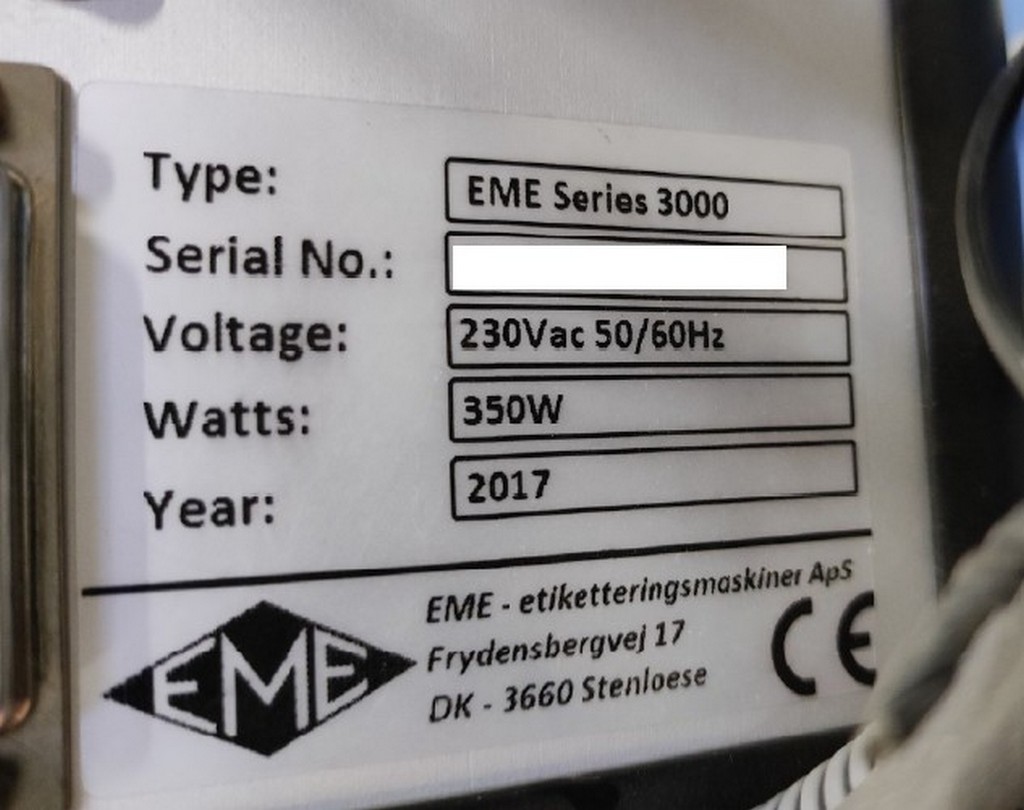 Type: EME Series 3000
Serial No.:
Voltage: 230Vac 50/60Hz
Watts: 350W
Year: 2017
EME - etiketteringsmaskiner ApS
Frydensbergvej 17
DK - 3660 Stenloese
EME
CE